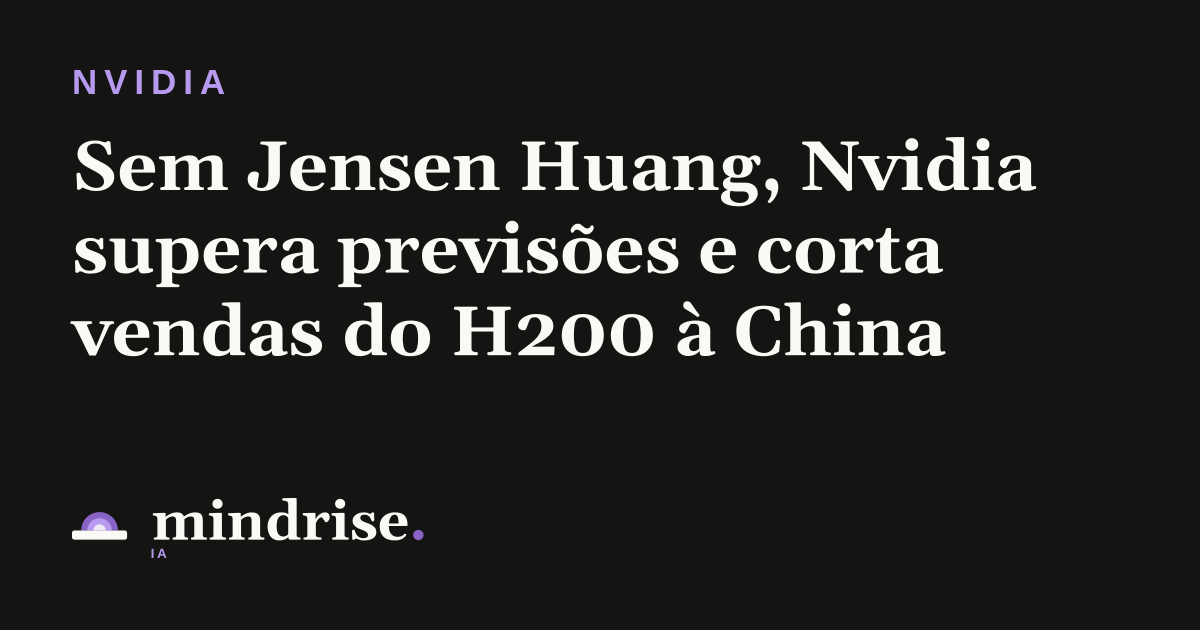 NVIDIA
Sem Jensen Huang, Nvidia
supera previsões e corta
vendas do H200 à China
mindrise.
IA